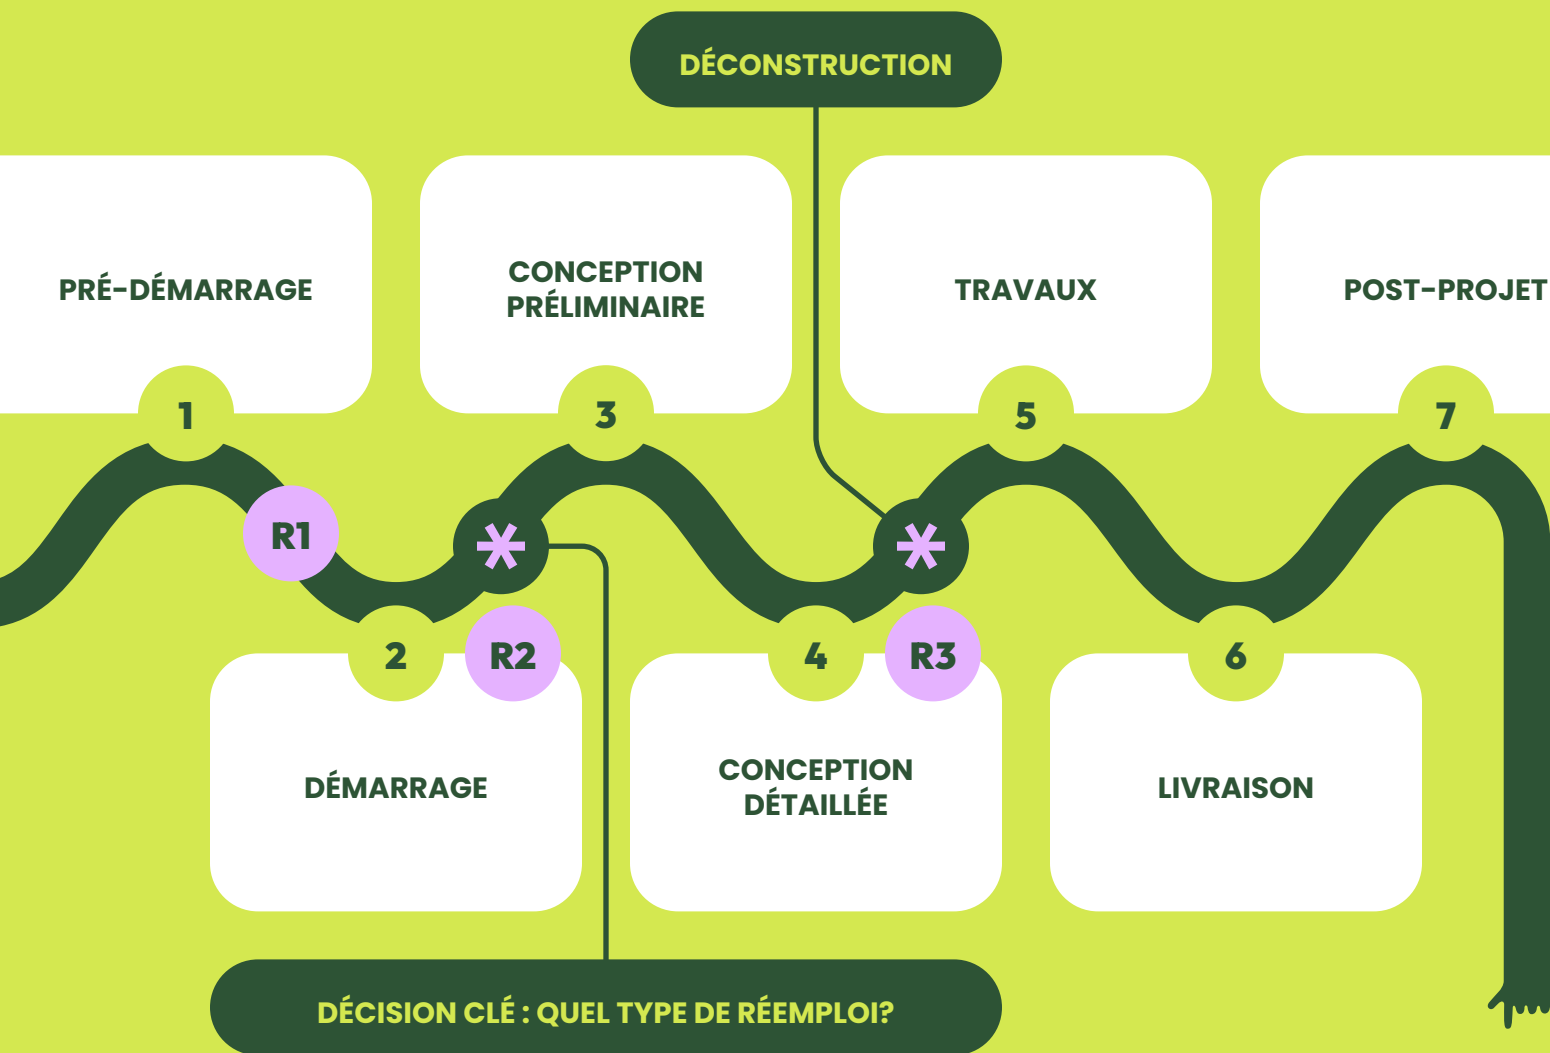 DÉCONSTRUCTION
PRÉ-DÉMARRAGE
CONCEPTION
PRÉLIMINAIRE
TRAVAUX
POST-PROJET
1
3
5
7
R1
*
*
2
R2
4
R3
6
DÉMARRAGE
CONCEPTION
DÉTAILLÉE
LIVRAISON
DÉCISION CLÉ : QUEL TYPE DE RÉEMPLOI?